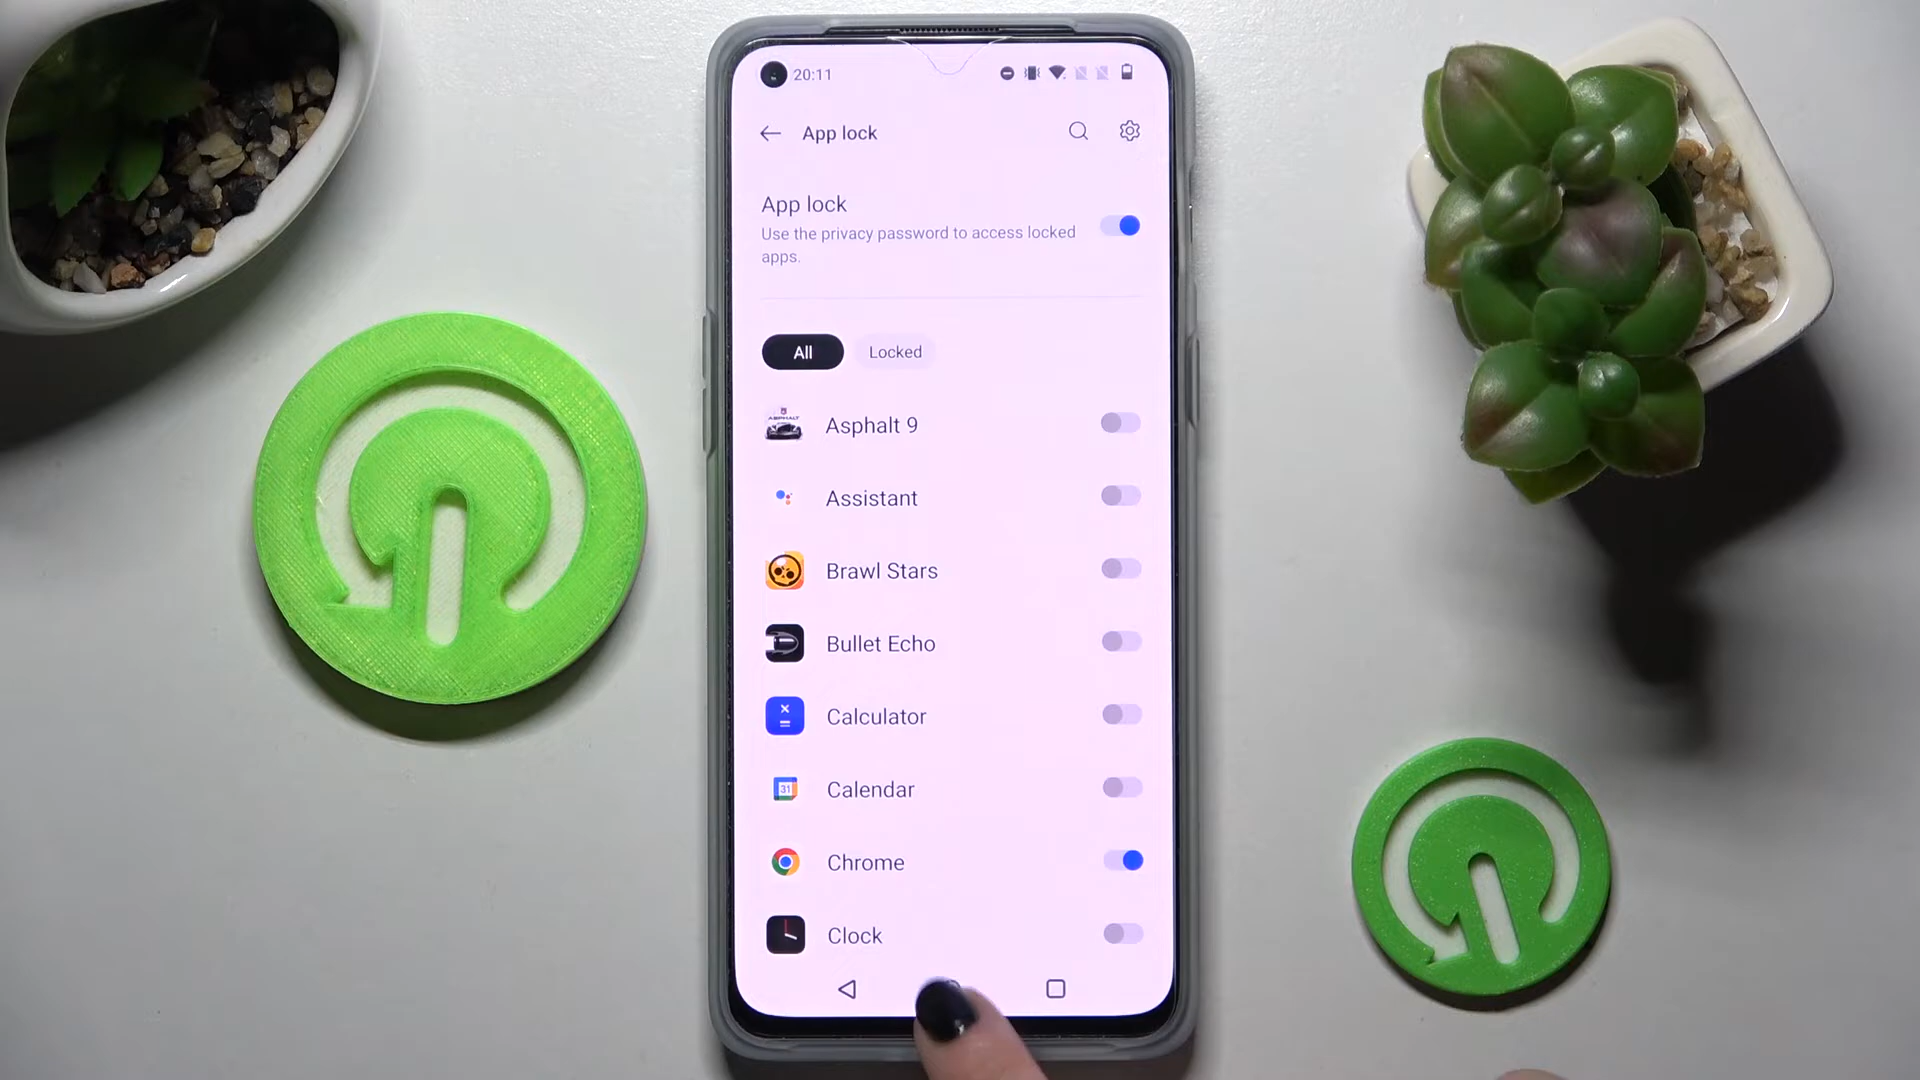 20:11
App lock
App lock
Use the privacy password to access locked
apps.
All
Locked
Asphalt 9
Assistant
Brawl Stars
Bullet Echo
Calculator
31
Calendar
Chrome
Clock